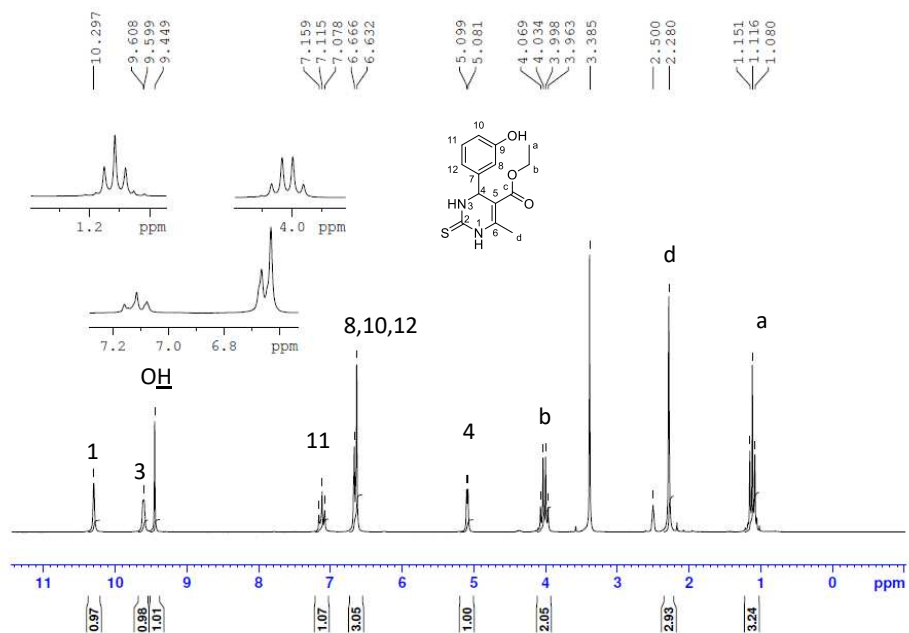 10.297
9.608
9.599
9.449
7.159
7.115
7.078
6.666
6.632
5.099
5.081
4.069
4.034
3.998
3.963
3.385
2.500
2.280
1.151
1.116
1.080
1.2 ppm
4.0 ppm
7.2 7.0 6.8 ppm
10
OH
11
9
a
12
8
b
7
O
4
c
5
HN
3
O
2
1
6
S
N
H
d
8,10,12
d
a
OH
1
3
11
4
b
11 10 9 8 7 6 5 4 3 2 1 0 ppm
0.97
0.98
1.01
1.07
3.05
1.00
2.05
2.93
3.24